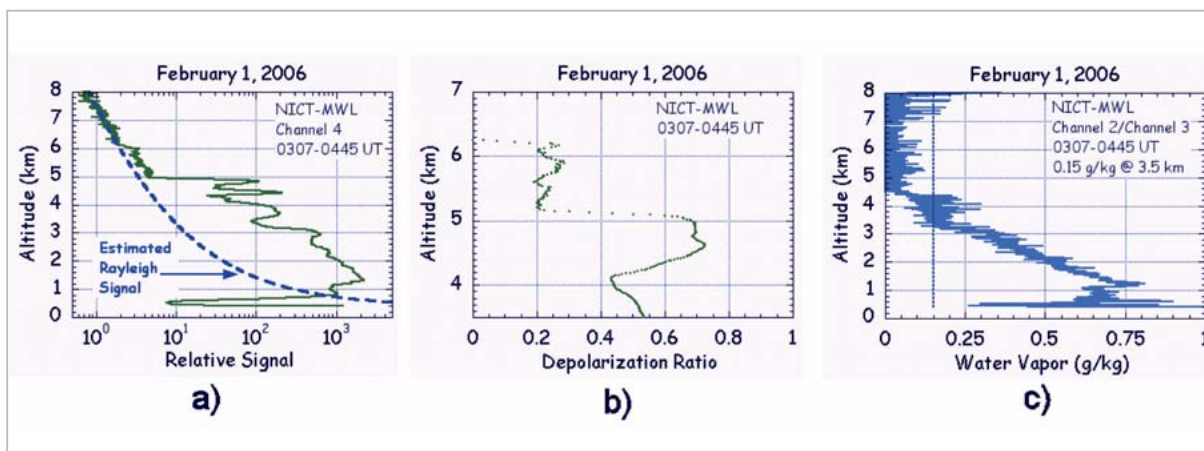 February 1, 2006
8
7
6
5
4
3
2
1
0
Altitude (km)
NICT-MWL
Channel 4
0307-0445 UT
Estimated
Rayleigh
Signal
10^0 10^1 10^2 10^3
Relative Signal
a)
February 1, 2006
7
6
5
4
Altitude (km)
NICT-MWL
0307-0445 UT
0 0.2 0.4 0.6 0.8 1
Depolarization Ratio
b)
February 1, 2006
8
7
6
5
4
3
2
1
0
Altitude (km)
NICT-MWL
Channel 2/Channel 3
0307-0445 UT
0.15 g/kg @ 3.5 km
0 0.25 0.5 0.75 1
Water Vapor (g/kg)
c)